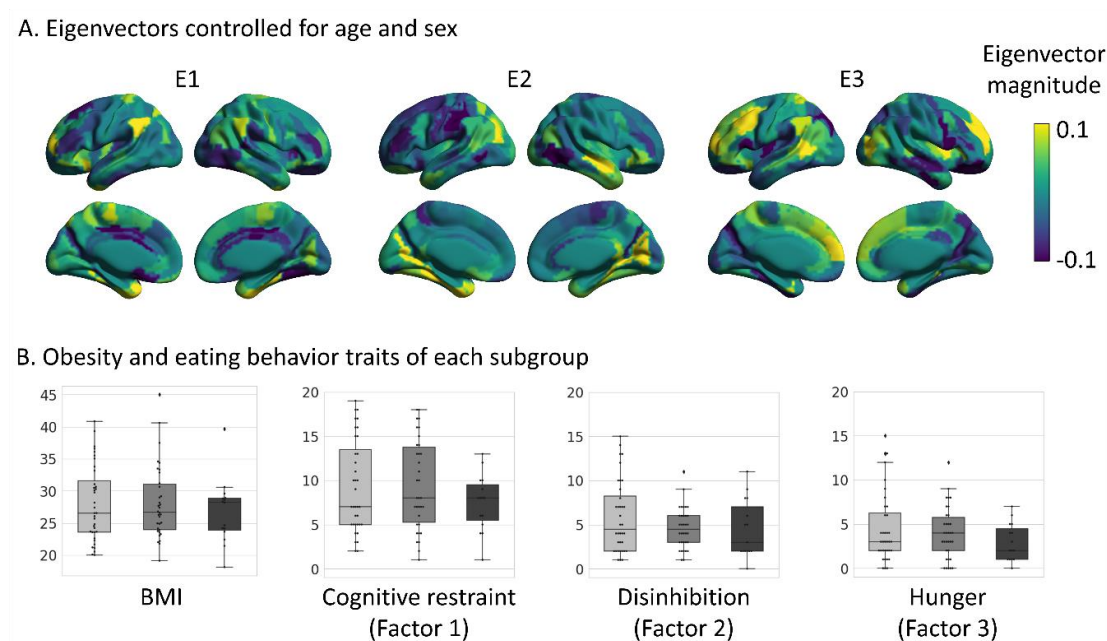 A. Eigenvectors controlled for age and sex
E1
E2
E3
Eigenvector
magnitude
0.1
-0.1
B. Obesity and eating behavior traits of each subgroup
45
40
35
30
25
20
BMI
20
15
10
5
0
Cognitive restraint
(Factor 1)
20
15
10
5
0
Disinhibition
(Factor 2)
20
15
10
5
0
Hunger
(Factor 3)